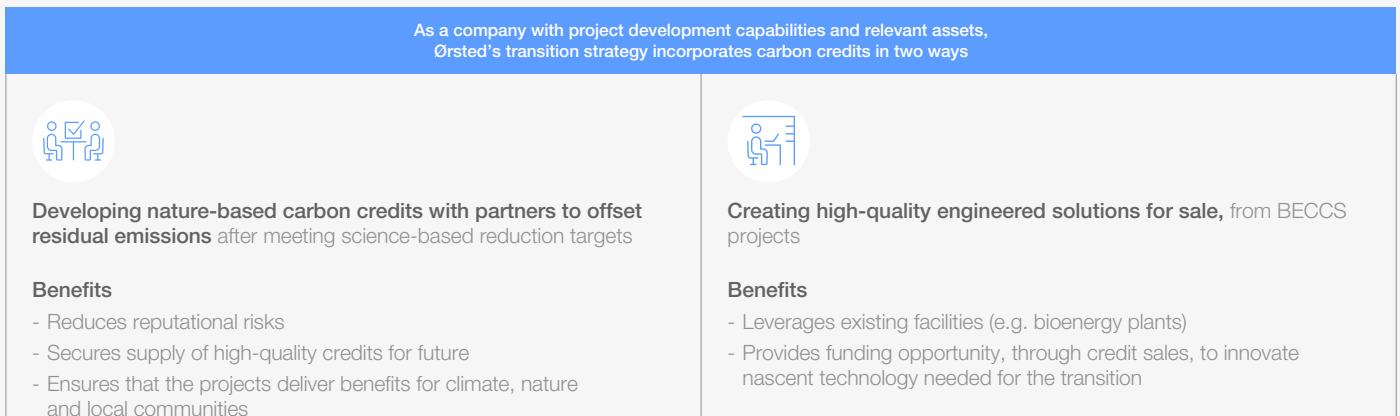 As a company with project development capabilities and relevant assets,
Ørsted's transition strategy incorporates carbon credits in two ways
Developing nature-based carbon credits with partners to offset
residual emissions after meeting science-based reduction targets
Benefits
- Reduces reputational risks
- Secures supply of high-quality credits for future
- Ensures that the projects deliver benefits for climate, nature
and local communities
Creating high-quality engineered solutions for sale, from BECCS
projects
Benefits
- Leverages existing facilities (e.g. bioenergy plants)
- Provides funding opportunity, through credit sales, to innovate
nascent technology needed for the transition